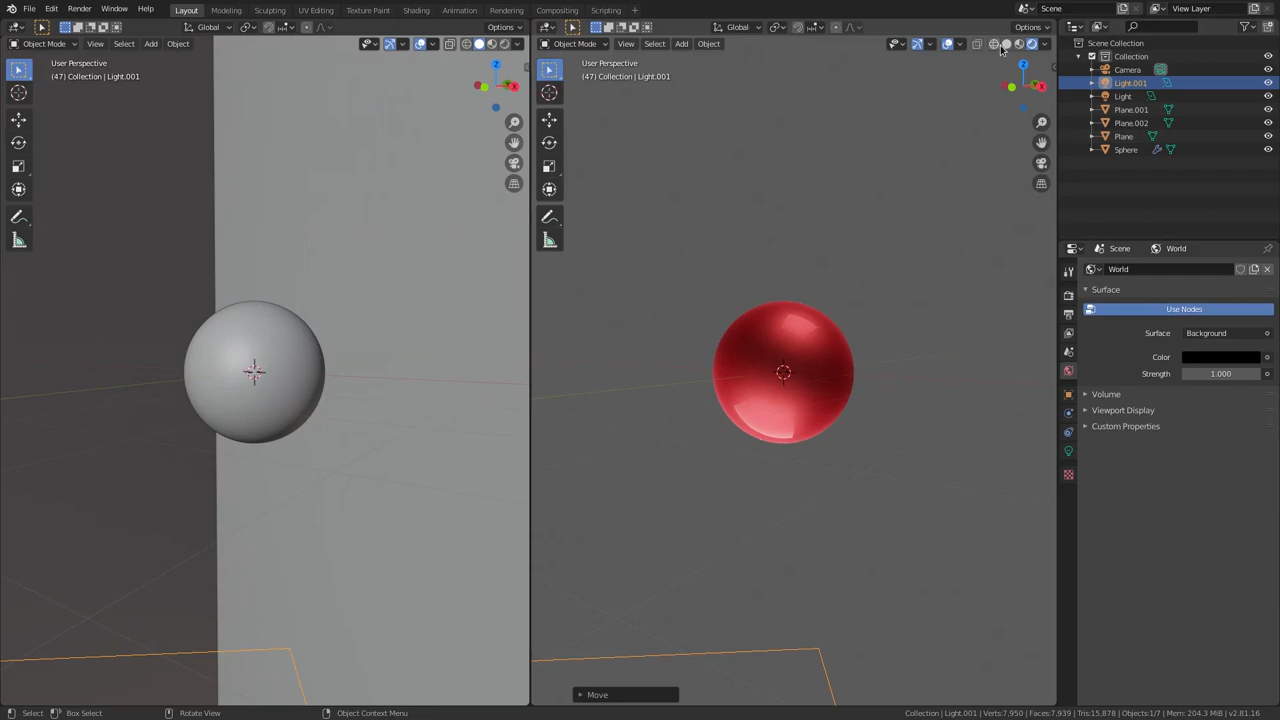 File Edit Render Window Help Layout Modeling Sculpting UV Editing Texture Paint Shading Animation Rendering Compositing Scripting + Scene View Layer
Global Options Global Options
Object Mode View Select Add Object Object Mode View Select Add Object Scene Collection
User Perspective User Perspective Collection
(47) Collection | Light.001 (47) Collection | Light.001 Camera
Light.001
Light
Plane.001
Plane.002
Plane
Sphere
Z X Y
Z X Y
Scene World
World
Surface
Use Nodes
Surface Background
Color
Strength 1.000
Volume
Viewport Display
Custom Properties
Move
Select Box Select Rotate View Object Context Menu Collection | Light.001 | Verts:7,950 | Faces:7,939 | Tris:15,878 | Objects:1/7 | Mem: 204.3 MiB | v2.81.16